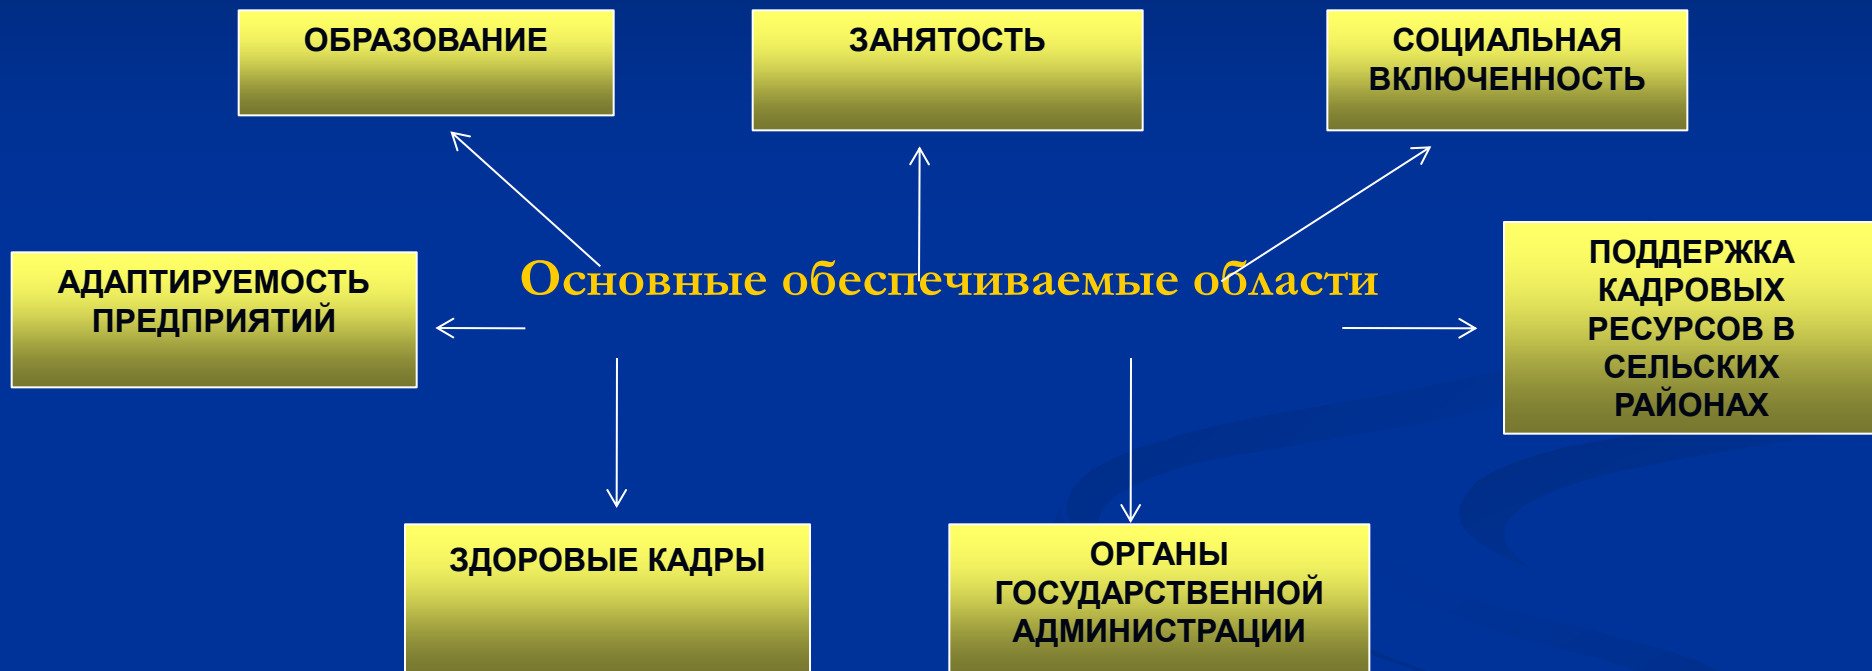 ОБРАЗОВАНИЕ
ЗАНЯТОСТЬ
СОЦИАЛЬНАЯ
ВКЛЮЧЕННОСТЬ
АДАПТИРУЕМОСТЬ
ПРЕДПРИЯТИЙ
Основные обеспечиваемые области
ПОДДЕРЖКА
КАДРОВЫХ
РЕСУРСОВ В
СЕЛЬСКИХ
РАЙОНАХ
ЗДОРОВЫЕ КАДРЫ
ОРГАНЫ
ГОСУДАРСТВЕННОЙ
АДМИНИСТРАЦИИ